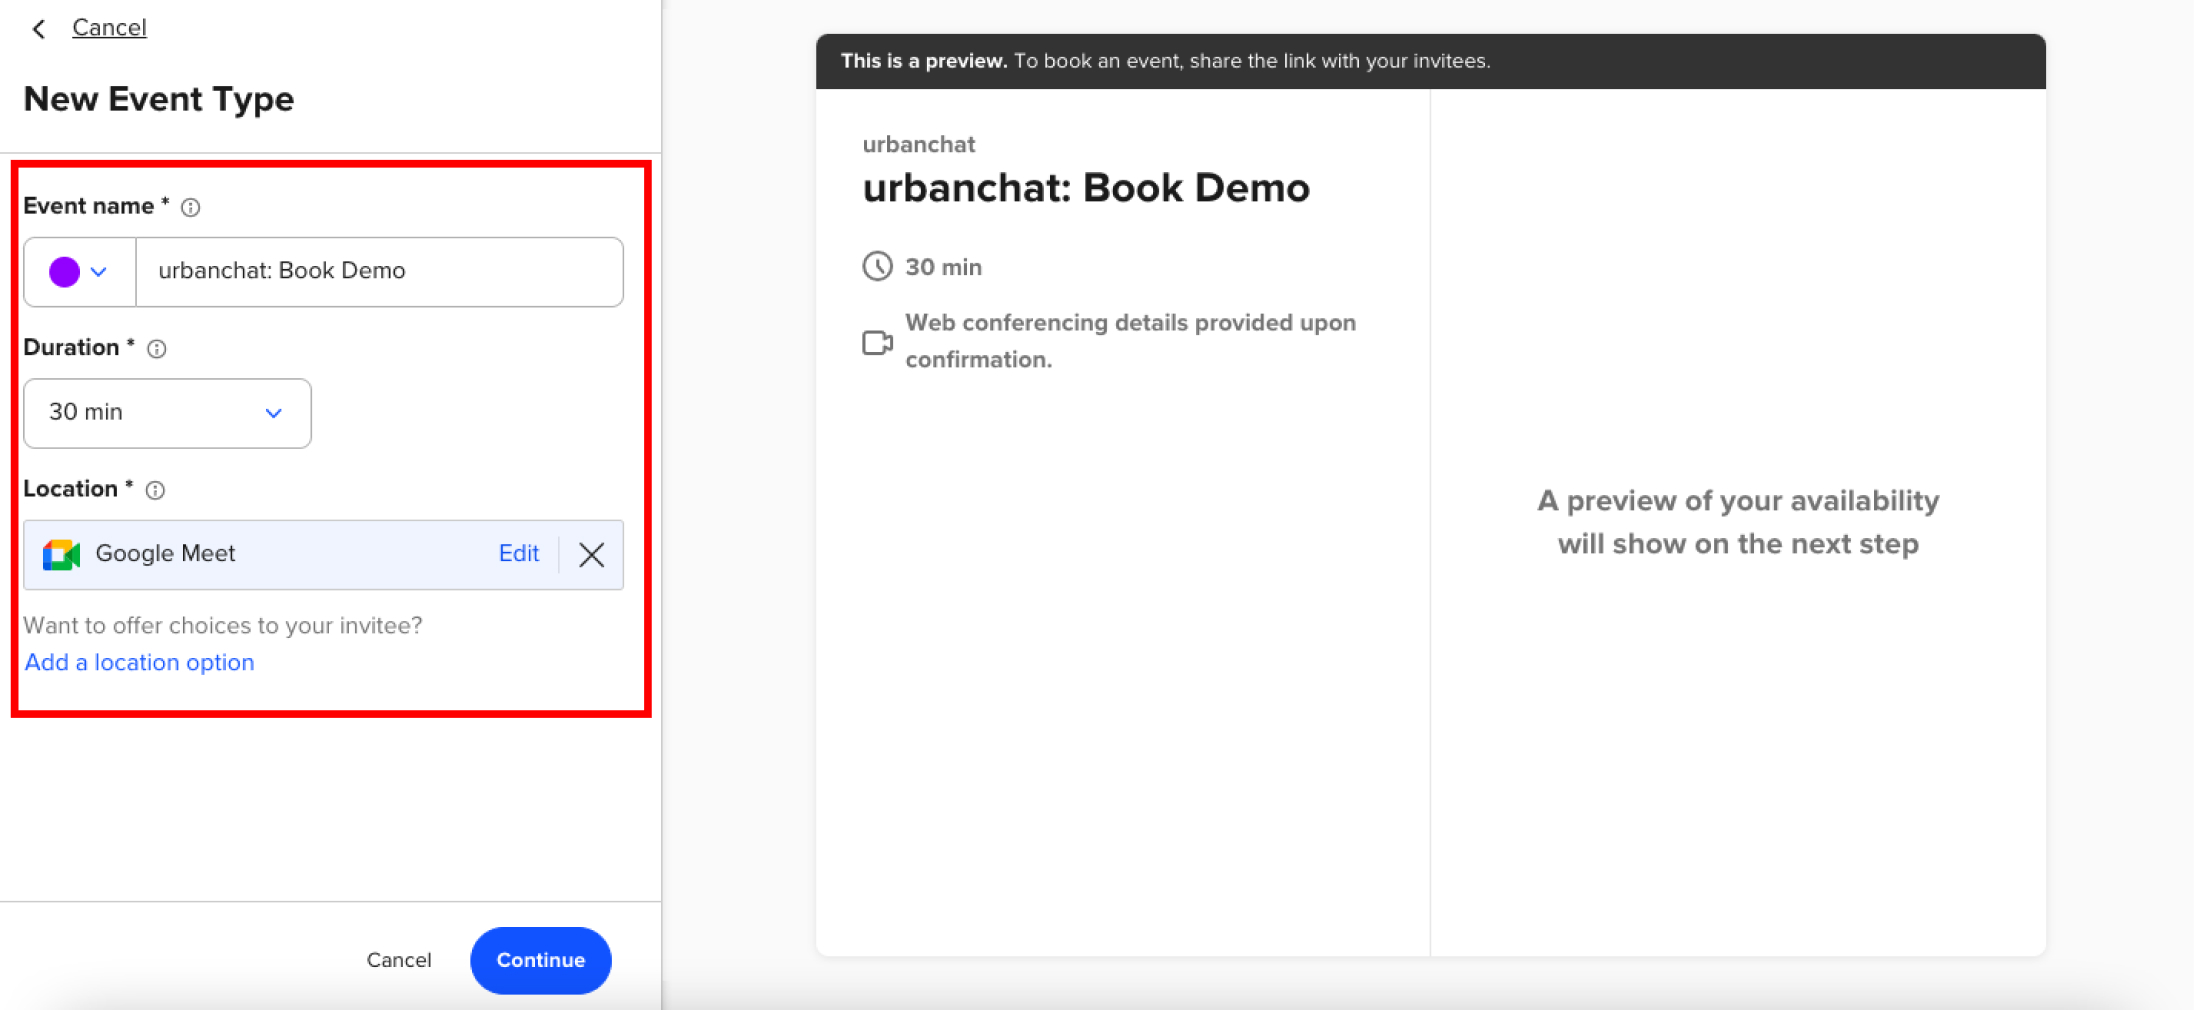 Cancel
New Event Type
Event name *
urbanchat: Book Demo
Duration *
30 min
Location *
Google Meet Edit
Want to offer choices to your invitee?
Add a location option
Cancel Continue
This is a preview. To book an event, share the link with your invitees.
urbanchat
urbanchat: Book Demo
30 min
Web conferencing details provided upon
confirmation.
A preview of your availability
will show on the next step